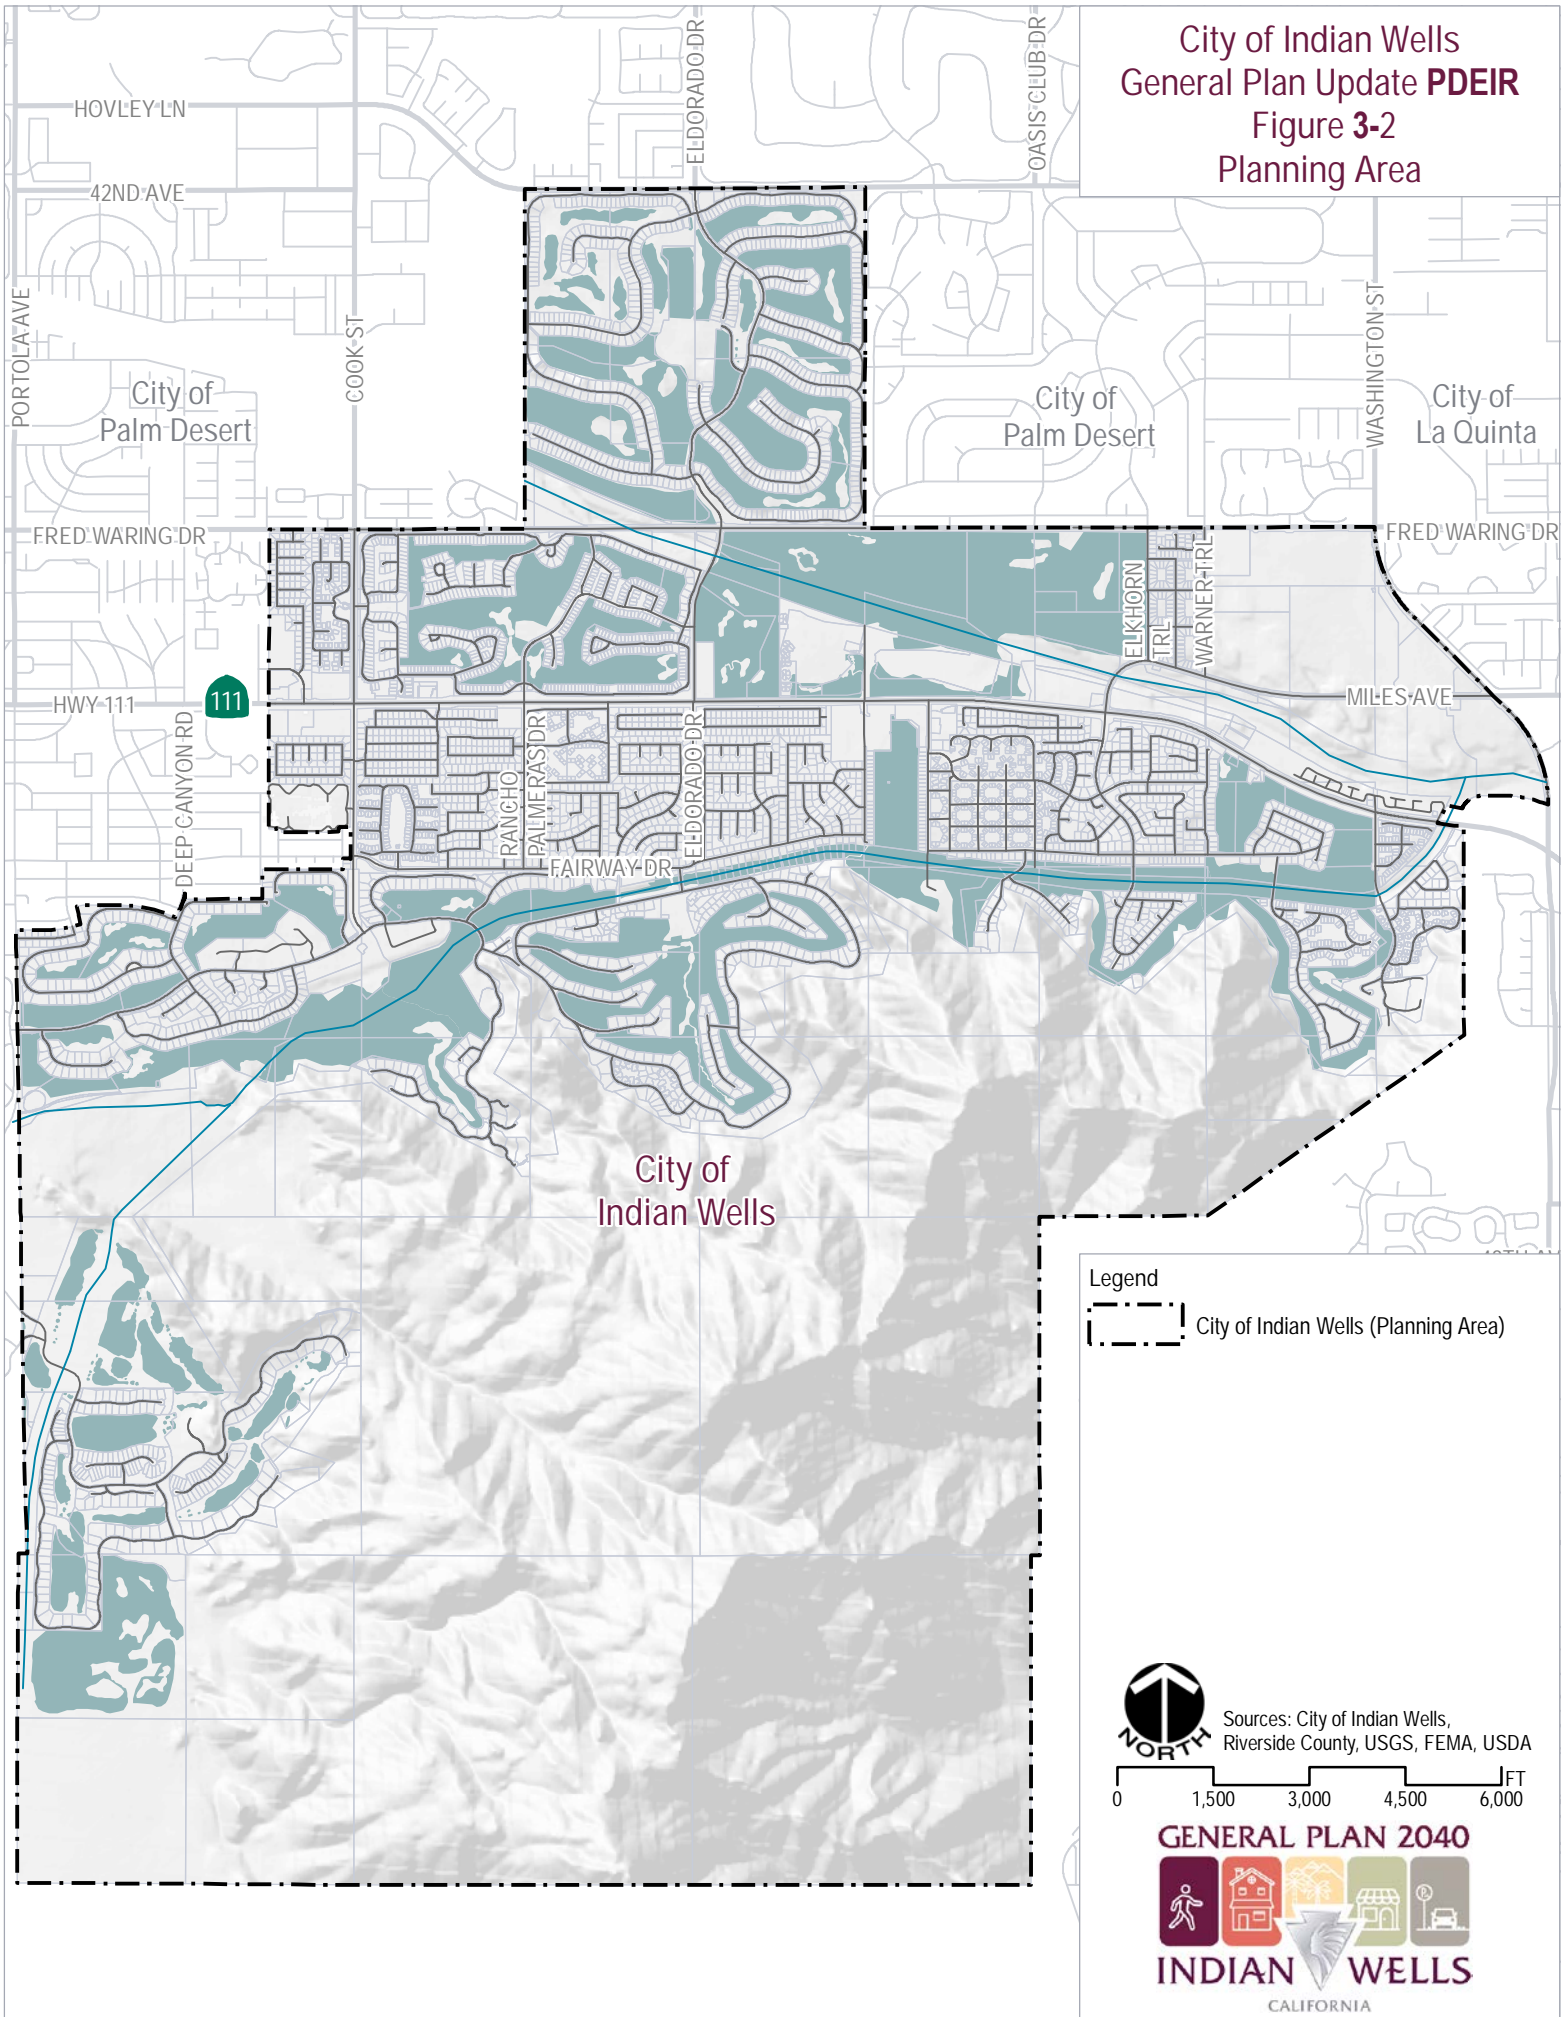 City of Indian Wells
General Plan Update PDEIR
Figure 3-2
Planning Area
HOVLEY LN
42ND AVE
ELDORADO DR
OASIS CLUB DR
PORTOLA AVE
COOK ST
WASHINGTON ST
City of
Palm Desert
City of
Palm Desert
City of
La Quinta
FRED WARING DR
FRED WARING DR
ELKHORN
TRL
WARNER TRL
HWY 111
111
MILES AVE
DEEP CANYON RD
RANCHO
PALMERAS DR
ELDORADO DR
FAIRWAY DR
City of
Indian Wells
Legend
City of Indian Wells (Planning Area)
NORTH
Sources: City of Indian Wells,
Riverside County, USGS, FEMA, USDA
FT
0 1,500 3,000 4,500 6,000
GENERAL PLAN 2040
INDIAN WELLS
CALIFORNIA